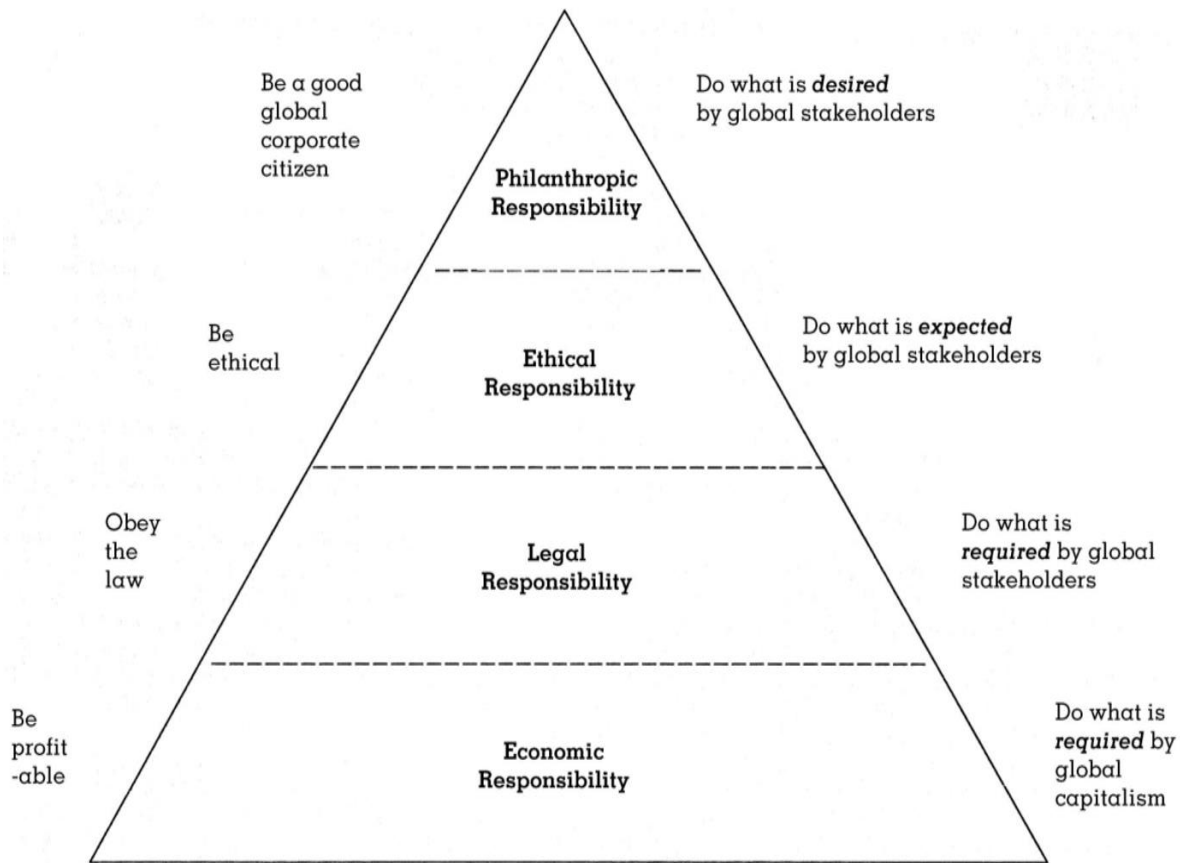 Be a good
global
corporate
citizen
Do what is desired
by global stakeholders
Philanthropic
Responsibility
Be
ethical
Do what is expected
by global stakeholders
Ethical
Responsibility
Obey
the
law
Do what is
required by global
stakeholders
Legal
Responsibility
Be
profit
-able
Do what is
required by
global
capitalism
Economic
Responsibility